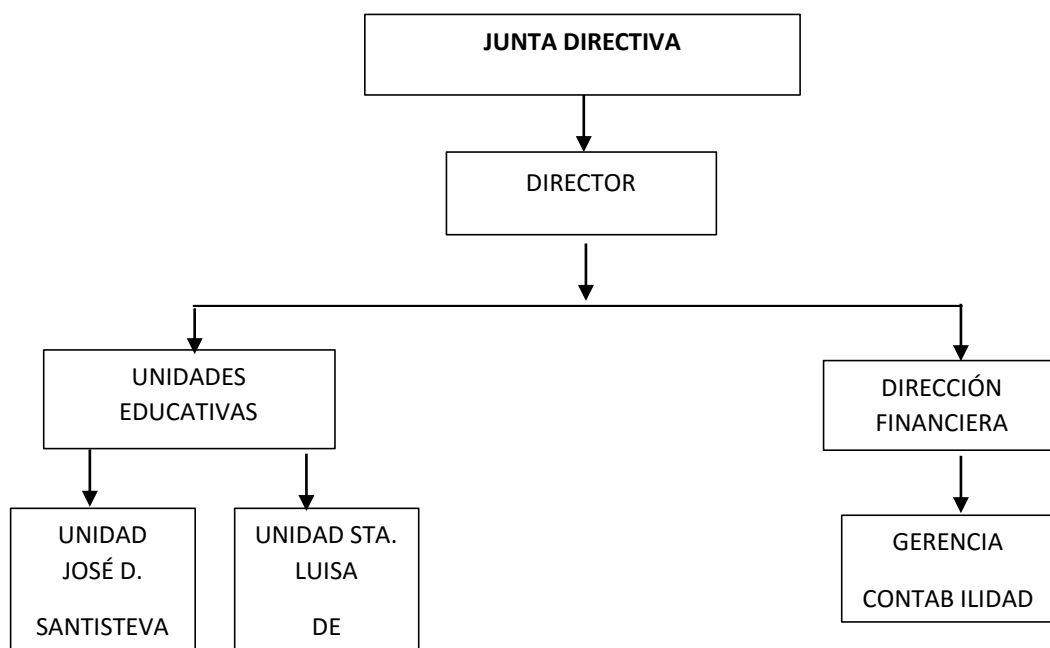 JUNTA DIRECTIVA
DIRECTOR
UNIDADES
EDUCATIVAS
DIRECCIÓN
FINANCIERA
UNIDAD
JOSÉ D.
SANTISTEVA
UNIDAD STA.
LUISA
DE
GERENCIA
CONTAB ILIDAD